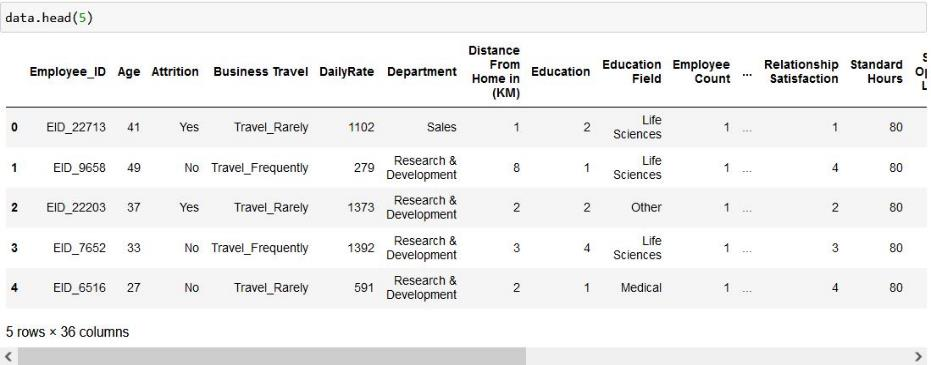 data.head(5)
Employee_ID Age Attrition Business Travel DailyRate Department Distance From Home in (KM) Education Education Field Employee Count ... Relationship Satisfaction Standard Hours
0 EID_22713 41 Yes Travel_Rarely 1102 Sales 1 2 Life Sciences 1 ... 1 80
1 EID_9658 49 No Travel_Frequently 279 Research & Development 8 1 Life Sciences 1 ... 4 80
2 EID_22203 37 Yes Travel_Rarely 1373 Research & Development 2 2 Other 1 ... 2 80
3 EID_7652 33 No Travel_Frequently 1392 Research & Development 3 4 Life Sciences 1 ... 3 80
4 EID_6516 27 No Travel_Rarely 591 Research & Development 2 1 Medical 1 ... 4 80
5 rows × 36 columns